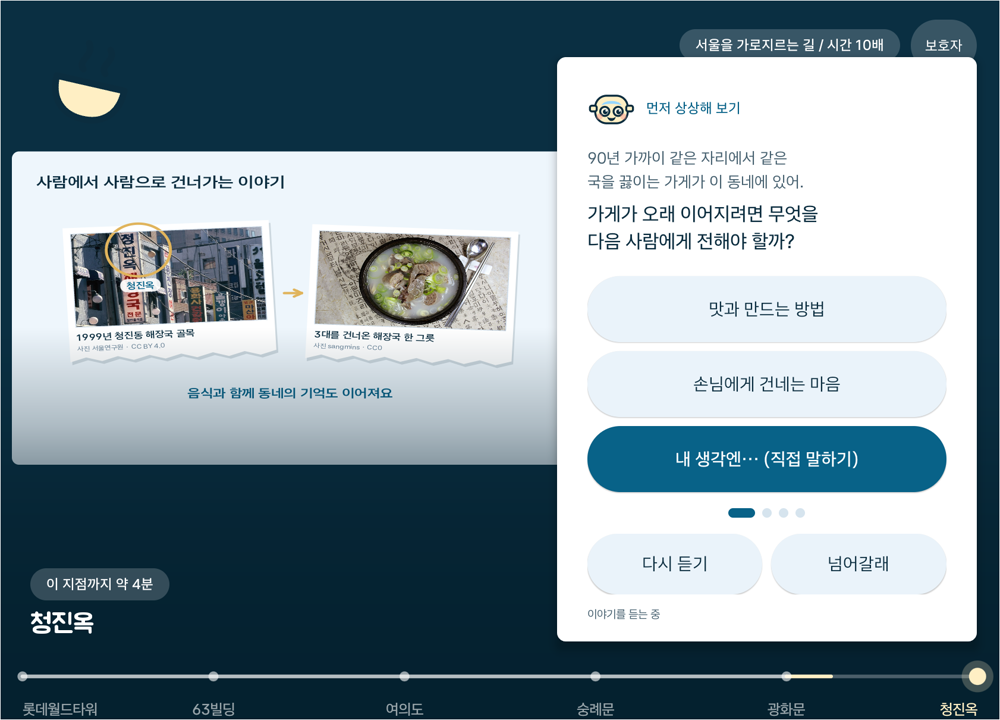 서울을 가로지르는 길 / 시간 10배
보호자
사람에서 사람으로 건너가는 이야기
청진옥
해장국
전문
청진옥
1999년 청진동 해장국 골목
사진 서울연구원 · CC BY 4.0
3대를 건너온 해장국 한 그릇
사진 sangmins · CC0
음식과 함께 동네의 기억도 이어져요
먼저 상상해 보기
90년 가까이 같은 자리에서 같은
국을 끓이는 가게가 이 동네에 있어.
가게가 오래 이어지려면 무엇을
다음 사람에게 전해야 할까?
맛과 만드는 방법
손님에게 건네는 마음
내 생각엔… (직접 말하기)
다시 듣기
넘어갈래
이야기를 듣는 중
이 지점까지 약 4분
청진옥
롯데월드타워
63빌딩
여의도
숭례문
광화문
청진옥